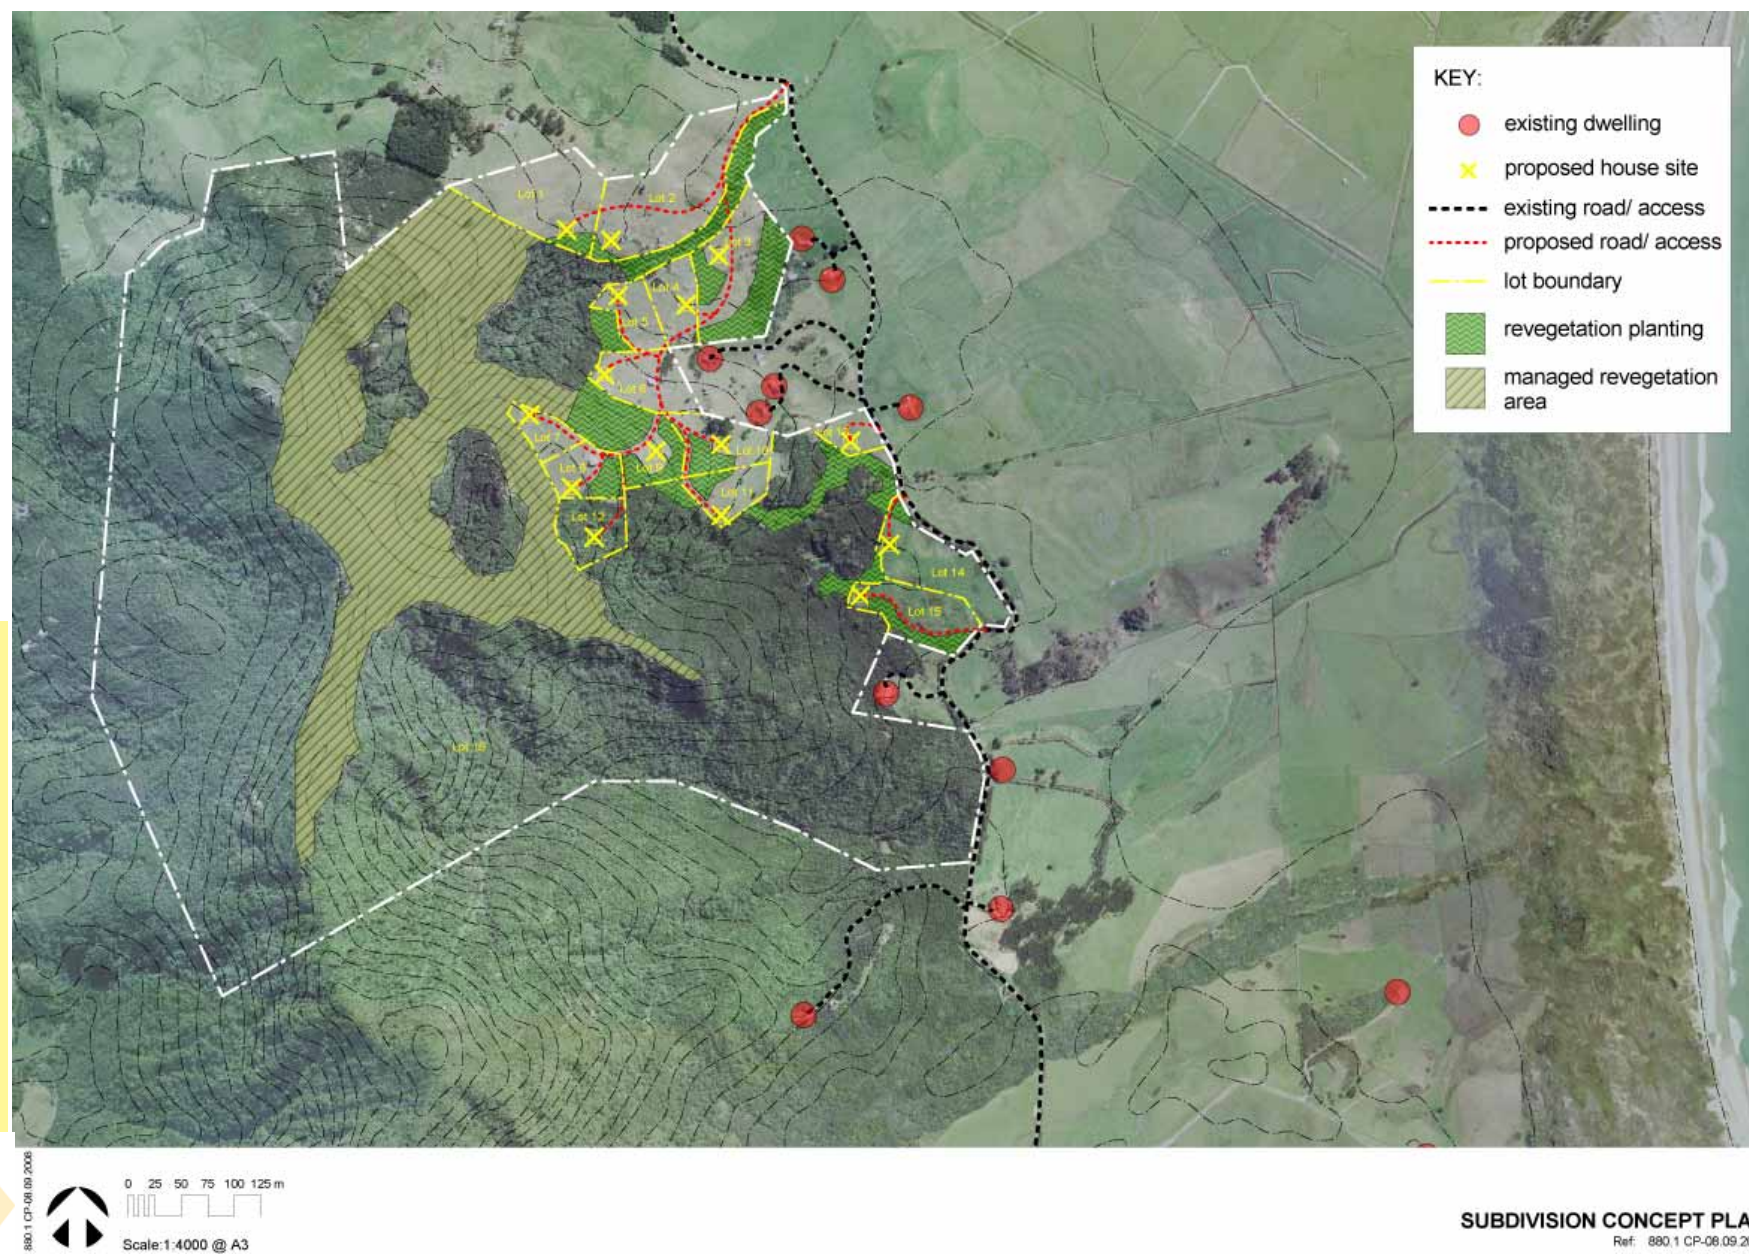 KEY:
existing dwelling
proposed house site
existing road/ access
proposed road/ access
lot boundary
revegetation planting
managed revegetation
area
Lot 1
Lot 2
Lot 3
Lot 4
Lot 5
Lot 6
Lot 7
Lot 8
Lot 9
Lot 10
Lot 11
Lot 12
Lot 14
Lot 15
Lot 16
880.1 CP-08.09.2008
0 25 50 75 100 125 m
Scale:1:4000 @ A3
SUBDIVISION CONCEPT PLA
Ref: 880.1 CP-08.09.20